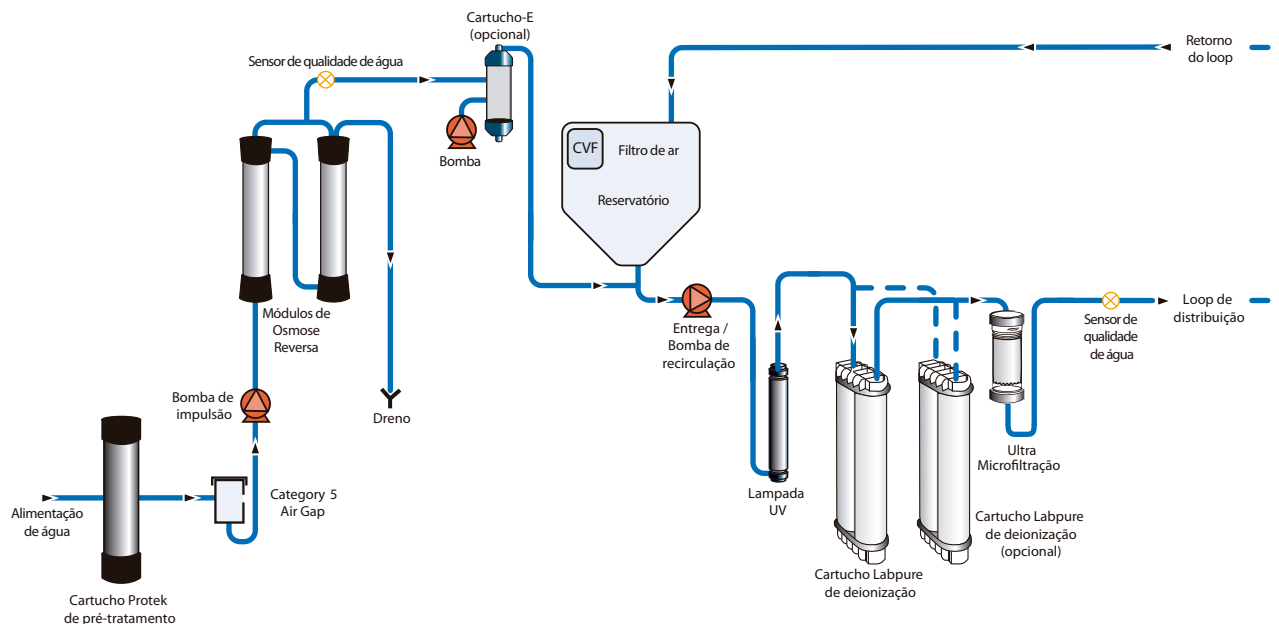 Cartucho-E
(opcional)
Sensor de qualidade de água
Retorno
do loop
Bomba
CVF
Filtro de ar
Reservatório
Módulos de
Osmose
Reversa
Entrega /
Bomba de
recirculação
Sensor de
qualidade
de água
Loop de
distribuição
Bomba de
impulsão
Dreno
Ultra
Microfiltração
Alimentação
de água
Category 5
Air Gap
Lampada
UV
Cartucho Labpure
de deionização
(opcional)
Cartucho Labpure
de deionização
Cartucho Protek
de pré-tratamento